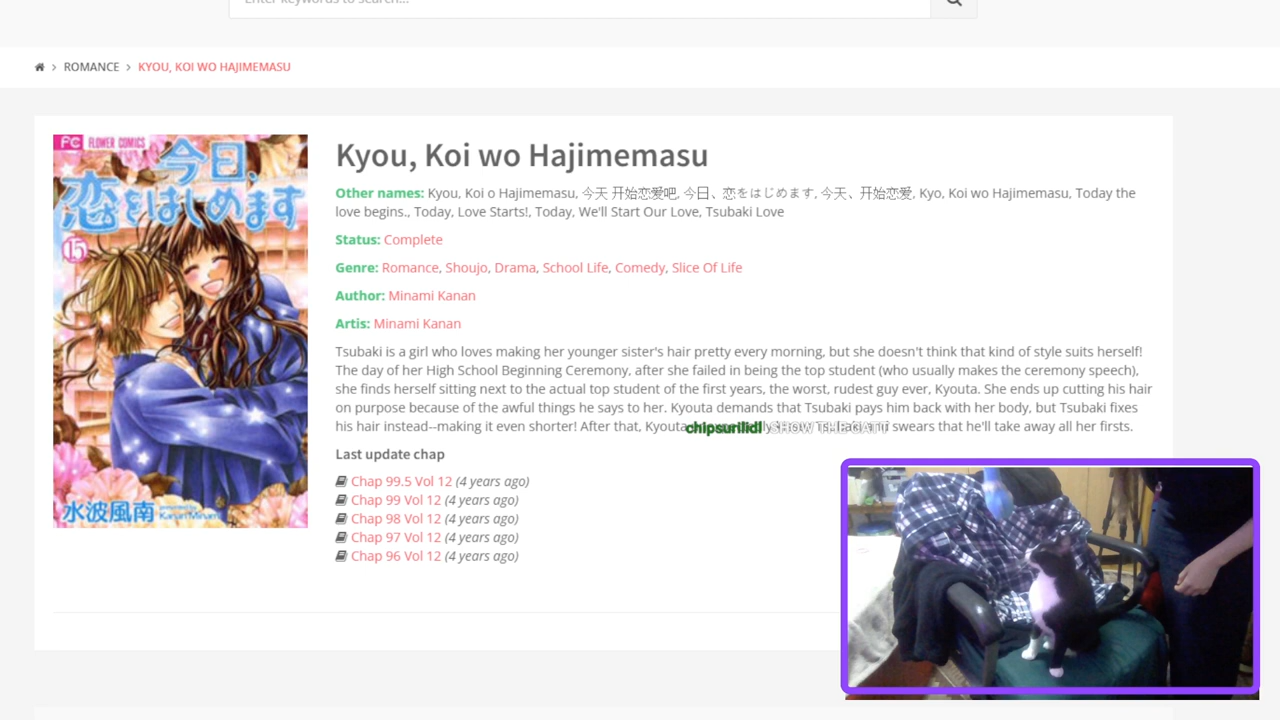 Enter keywords to search...
ROMANCE
KYOU, KOI WO HAJIMEMASU
FC FLOWER COMICS
今日、
恋をはじめます
15
水波風南
presented by
Kanan Minami
Kyou, Koi wo Hajimemasu
Other names: Kyou, Koi o Hajimemasu, 今天 开始恋爱吧, 今日、恋をはじめます, 今天、开始恋爱, Kyo, Koi wo Hajimemasu, Today the
love begins., Today, Love Starts!, Today, We'll Start Our Love, Tsubaki Love
Status: Complete
Genre: Romance, Shoujo, Drama, School Life, Comedy, Slice Of Life
Author: Minami Kanan
Artis: Minami Kanan
Tsubaki is a girl who loves making her younger sister's hair pretty every morning, but she doesn't think that kind of style suits herself!
The day of her High School Beginning Ceremony, after she failed in being the top student (who usually makes the ceremony speech),
she finds herself sitting next to the actual top student of the first years, the worst, rudest guy ever, Kyouta. She ends up cutting his hair
on purpose because of the awful things he says to her. Kyouta demands that Tsubaki pays him back with her body, but Tsubaki fixes
his hair instead--making it even shorter! After that, Kyouta swears that he'll take away all her firsts.
SHOW THE CAT!
Last update chap
Chap 99.5 Vol 12 (4 years ago)
Chap 99 Vol 12 (4 years ago)
Chap 98 Vol 12 (4 years ago)
Chap 97 Vol 12 (4 years ago)
Chap 96 Vol 12 (4 years ago)